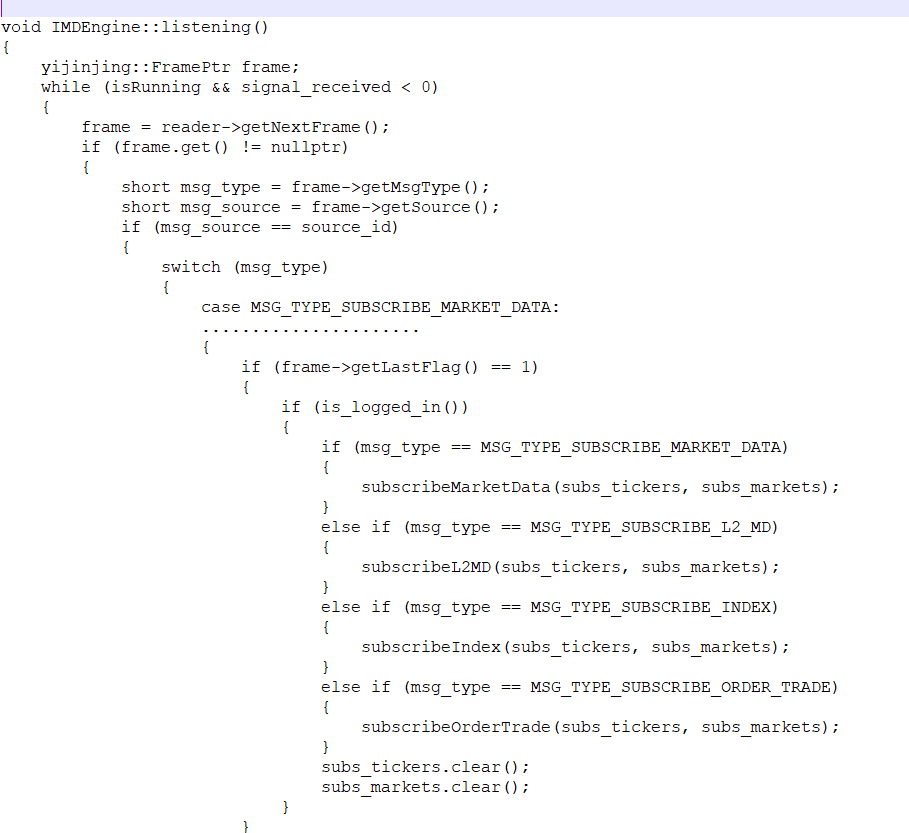 void IMDEngine::listening()
{
    yijinjing::FramePtr frame;
    while (isRunning && signal_received < 0)
    {
        frame = reader->getNextFrame();
        if (frame.get() != nullptr)
        {
            short msg_type = frame->getMsgType();
            short msg_source = frame->getSource();
            if (msg_source == source_id)
            {
                switch (msg_type)
                {
                    case MSG_TYPE_SUBSCRIBE_MARKET_DATA:
                    ......................
                    {
                        if (frame->getLastFlag() == 1)
                        {
                            if (is_logged_in())
                            {
                                if (msg_type == MSG_TYPE_SUBSCRIBE_MARKET_DATA)
                                {
                                    subscribeMarketData(subs_tickers, subs_markets);
                                }
                                else if (msg_type == MSG_TYPE_SUBSCRIBE_L2_MD)
                                {
                                    subscribeL2MD(subs_tickers, subs_markets);
                                }
                                else if (msg_type == MSG_TYPE_SUBSCRIBE_INDEX)
                                {
                                    subscribeIndex(subs_tickers, subs_markets);
                                }
                                else if (msg_type == MSG_TYPE_SUBSCRIBE_ORDER_TRADE)
                                {
                                    subscribeOrderTrade(subs_tickers, subs_markets);
                                }
                                subs_tickers.clear();
                                subs_markets.clear();
                            }
                        }